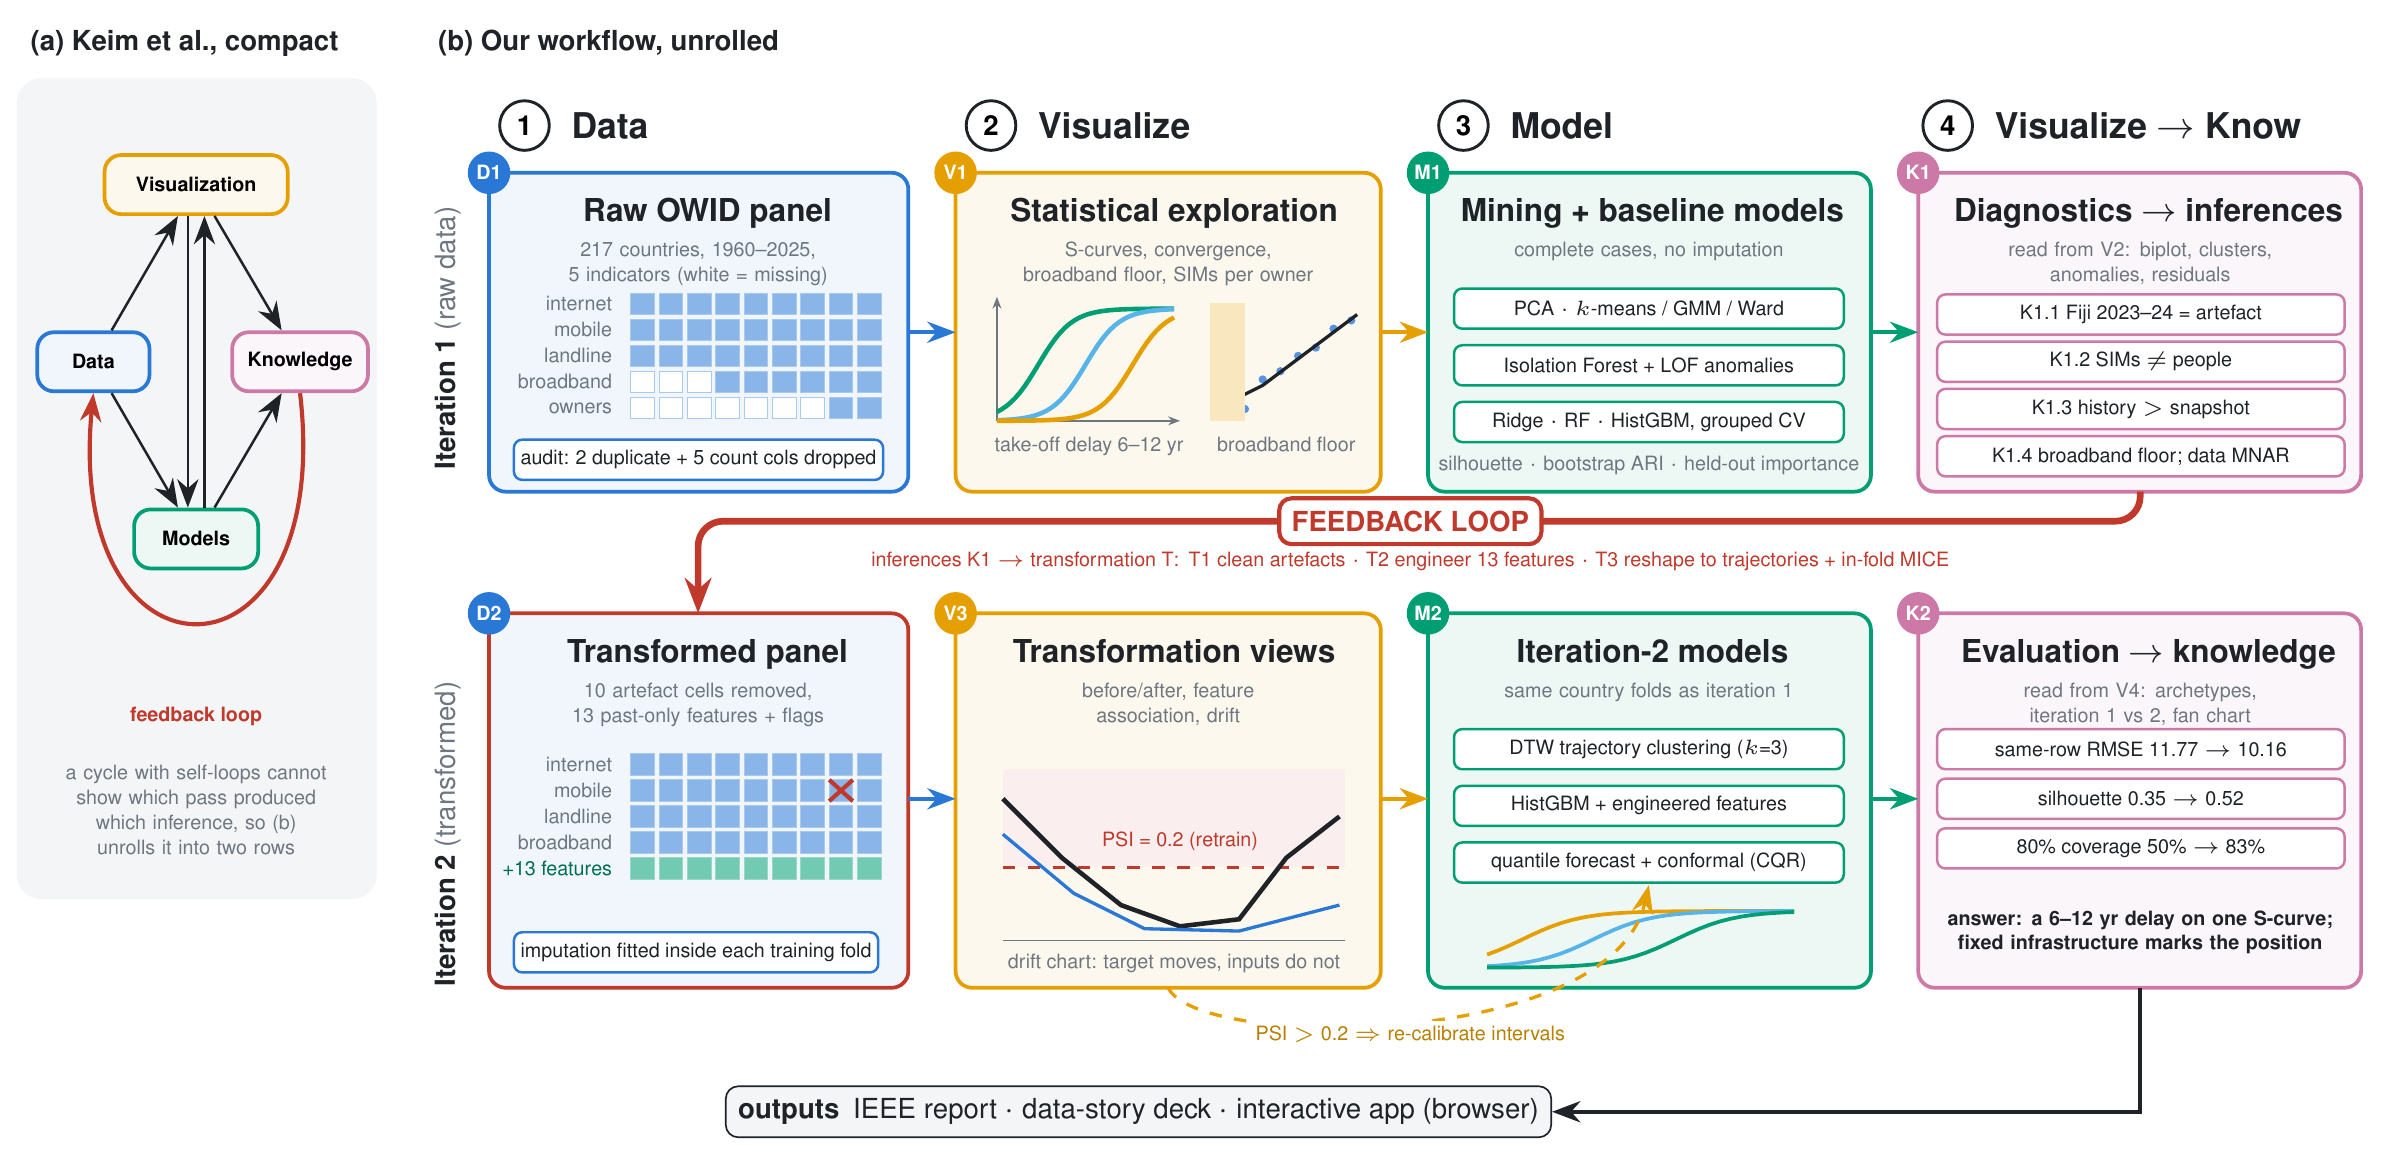 (a) Keim et al., compact
Visualization
Data
Knowledge
Models
feedback loop
a cycle with self-loops cannot
show which pass produced
which inference, so (b)
unrolls it into two rows
(b) Our workflow, unrolled
1 Data
2 Visualize
3 Model
4 Visualize → Know
Iteration 1 (raw data)
D1
Raw OWID panel
217 countries, 1960–2025,
5 indicators (white = missing)
internet
mobile
landline
broadband
owners
audit: 2 duplicate + 5 count cols dropped
V1
Statistical exploration
S-curves, convergence,
broadband floor, SIMs per owner
take-off delay 6–12 yr
broadband floor
M1
Mining + baseline models
complete cases, no imputation
PCA · k-means / GMM / Ward
Isolation Forest + LOF anomalies
Ridge · RF · HistGBM, grouped CV
silhouette · bootstrap ARI · held-out importance
K1
Diagnostics → inferences
read from V2: biplot, clusters,
anomalies, residuals
K1.1 Fiji 2023–24 = artefact
K1.2 SIMs ≠ people
K1.3 history > snapshot
K1.4 broadband floor; data MNAR
FEEDBACK LOOP
inferences K1 → transformation T: T1 clean artefacts · T2 engineer 13 features · T3 reshape to trajectories + in-fold MICE
Iteration 2 (transformed)
D2
Transformed panel
10 artefact cells removed,
13 past-only features + flags
internet
mobile
landline
broadband
+13 features
imputation fitted inside each training fold
V3
Transformation views
before/after, feature
association, drift
PSI = 0.2 (retrain)
drift chart: target moves, inputs do not
M2
Iteration-2 models
same country folds as iteration 1
DTW trajectory clustering (k=3)
HistGBM + engineered features
quantile forecast + conformal (CQR)
K2
Evaluation → knowledge
read from V4: archetypes,
iteration 1 vs 2, fan chart
same-row RMSE 11.77 → 10.16
silhouette 0.35 → 0.52
80% coverage 50% → 83%
answer: a 6–12 yr delay on one S-curve;
fixed infrastructure marks the position
PSI > 0.2 ⇒ re-calibrate intervals
outputs IEEE report · data-story deck · interactive app (browser)